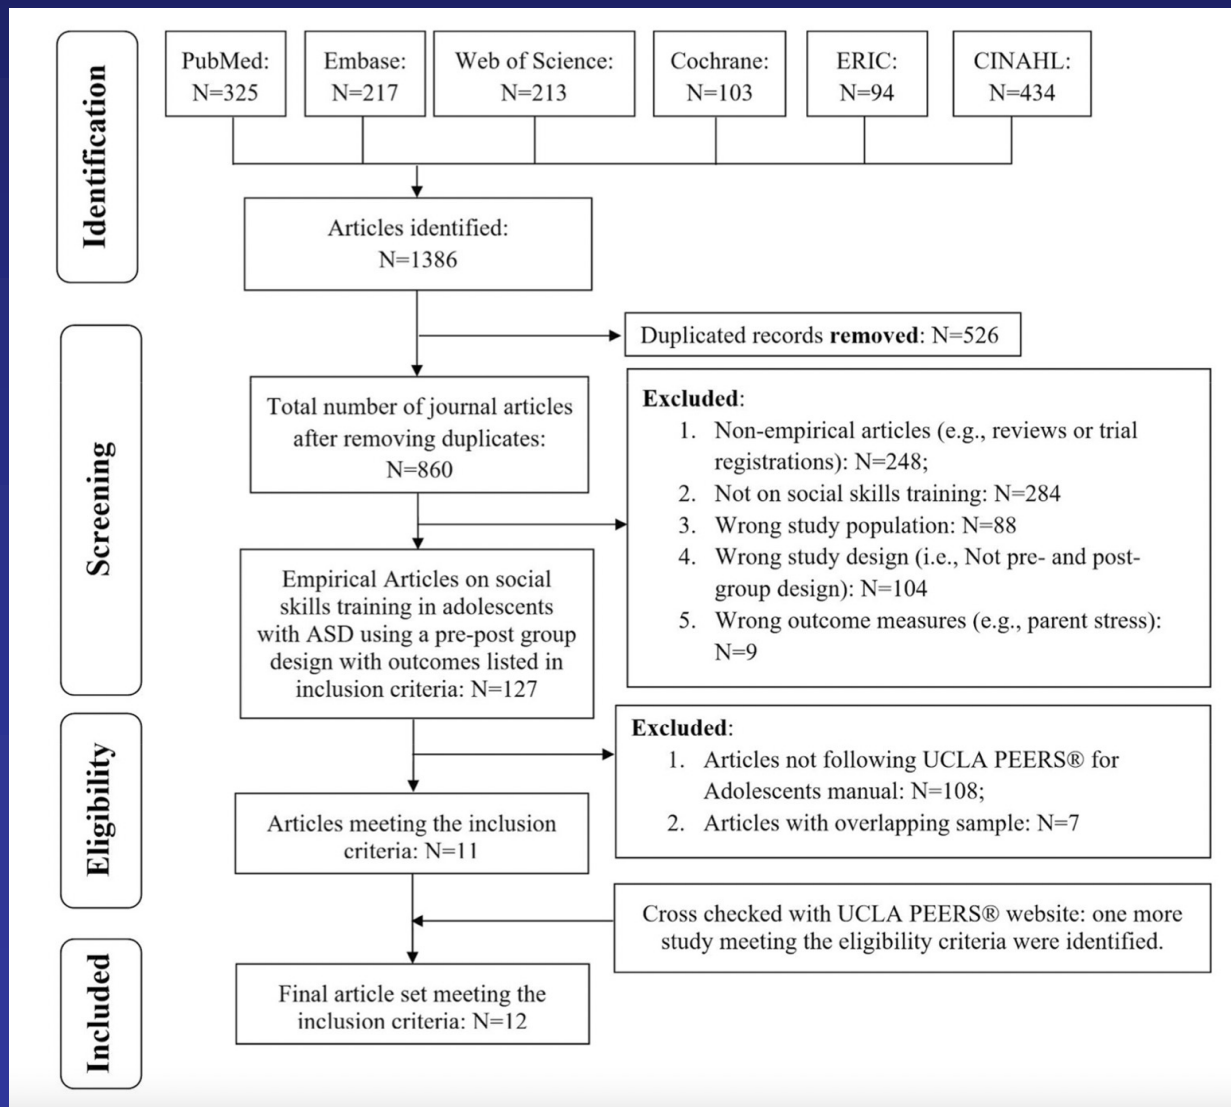 Identification
PubMed:
N=325
Embase:
N=217
Web of Science:
N=213
Cochrane:
N=103
ERIC:
N=94
CINAHL:
N=434
Articles identified:
N=1386
Duplicated records removed: N=526
Screening
Total number of journal articles
after removing duplicates:
N=860
Excluded:
1. Non-empirical articles (e.g., reviews or trial
registrations): N=248;
2. Not on social skills training: N=284
3. Wrong study population: N=88
4. Wrong study design (i.e., Not pre- and post-
group design): N=104
5. Wrong outcome measures (e.g., parent stress):
N=9
Empirical Articles on social
skills training in adolescents
with ASD using a pre-post group
design with outcomes listed in
inclusion criteria: N=127
Eligibility
Excluded:
1. Articles not following UCLA PEERS® for
Adolescents manual: N=108;
2. Articles with overlapping sample: N=7
Articles meeting the inclusion
criteria: N=11
Cross checked with UCLA PEERS® website: one more
study meeting the eligibility criteria were identified.
Included
Final article set meeting the
inclusion criteria: N=12